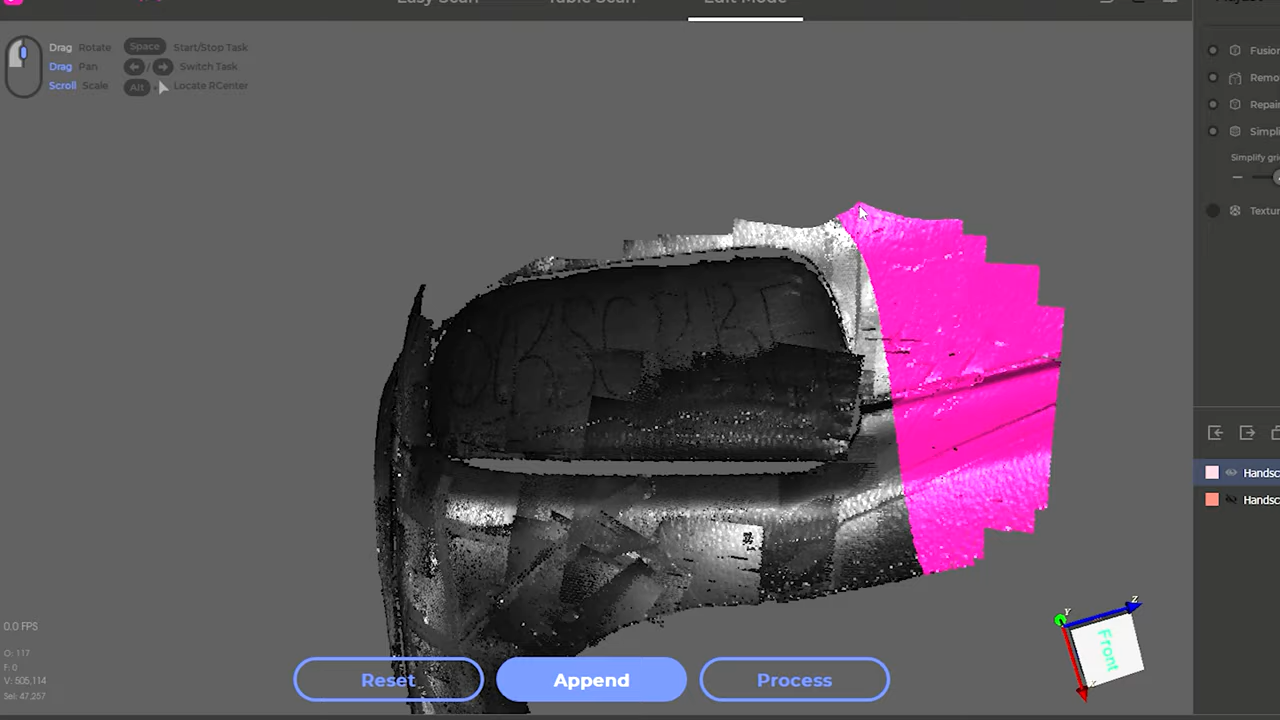 Easy Scan Table Scan Edit Mode
Drag Rotate Space Start/Stop Task
Drag Pan / Switch Task
Scroll Scale Alt + Locate RCenter
Fusion
Remo
Repair
Simpli
Simplify grid
Textur
Handsc
Handsc
0.0 FPS
O: 117
F: 0
V: 505,114
Sel: 47,257
Reset Append Process
Y Z
Front